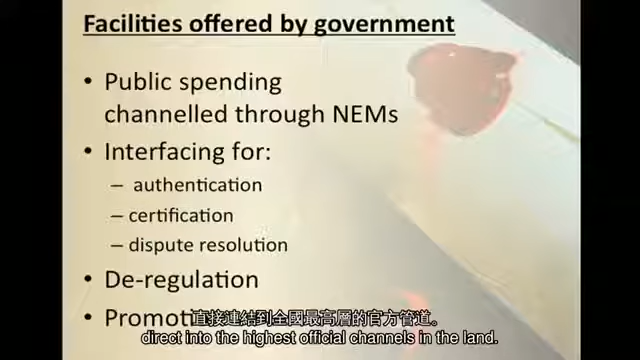 Facilities offered by government
• Public spending
channelled through NEMs
• Interfacing for:
– authentication
– certification
– dispute resolution
• De-regulation
• Promot
直接連結到全國最高層的官方管道。
direct into the highest official channels in the land.